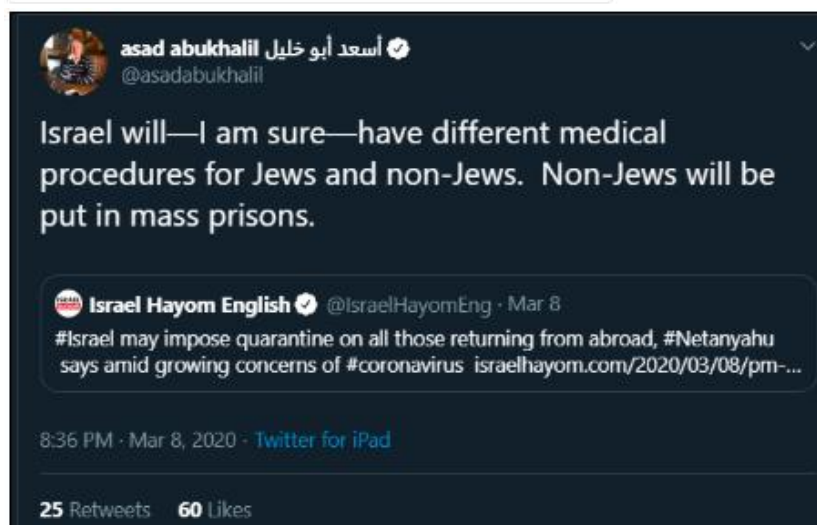 asad abukhalil أسعد أبو خليل
@asadabukhalil
Israel will—I am sure—have different medical
procedures for Jews and non-Jews. Non-Jews will be
put in mass prisons.
Israel Hayom English @IsraelHayomEng · Mar 8
#Israel may impose quarantine on all those returning from abroad, #Netanyahu
says amid growing concerns of #coronavirus israelhayom.com/2020/03/08/pm-...
8:36 PM · Mar 8, 2020 · Twitter for iPad
25 Retweets 60 Likes